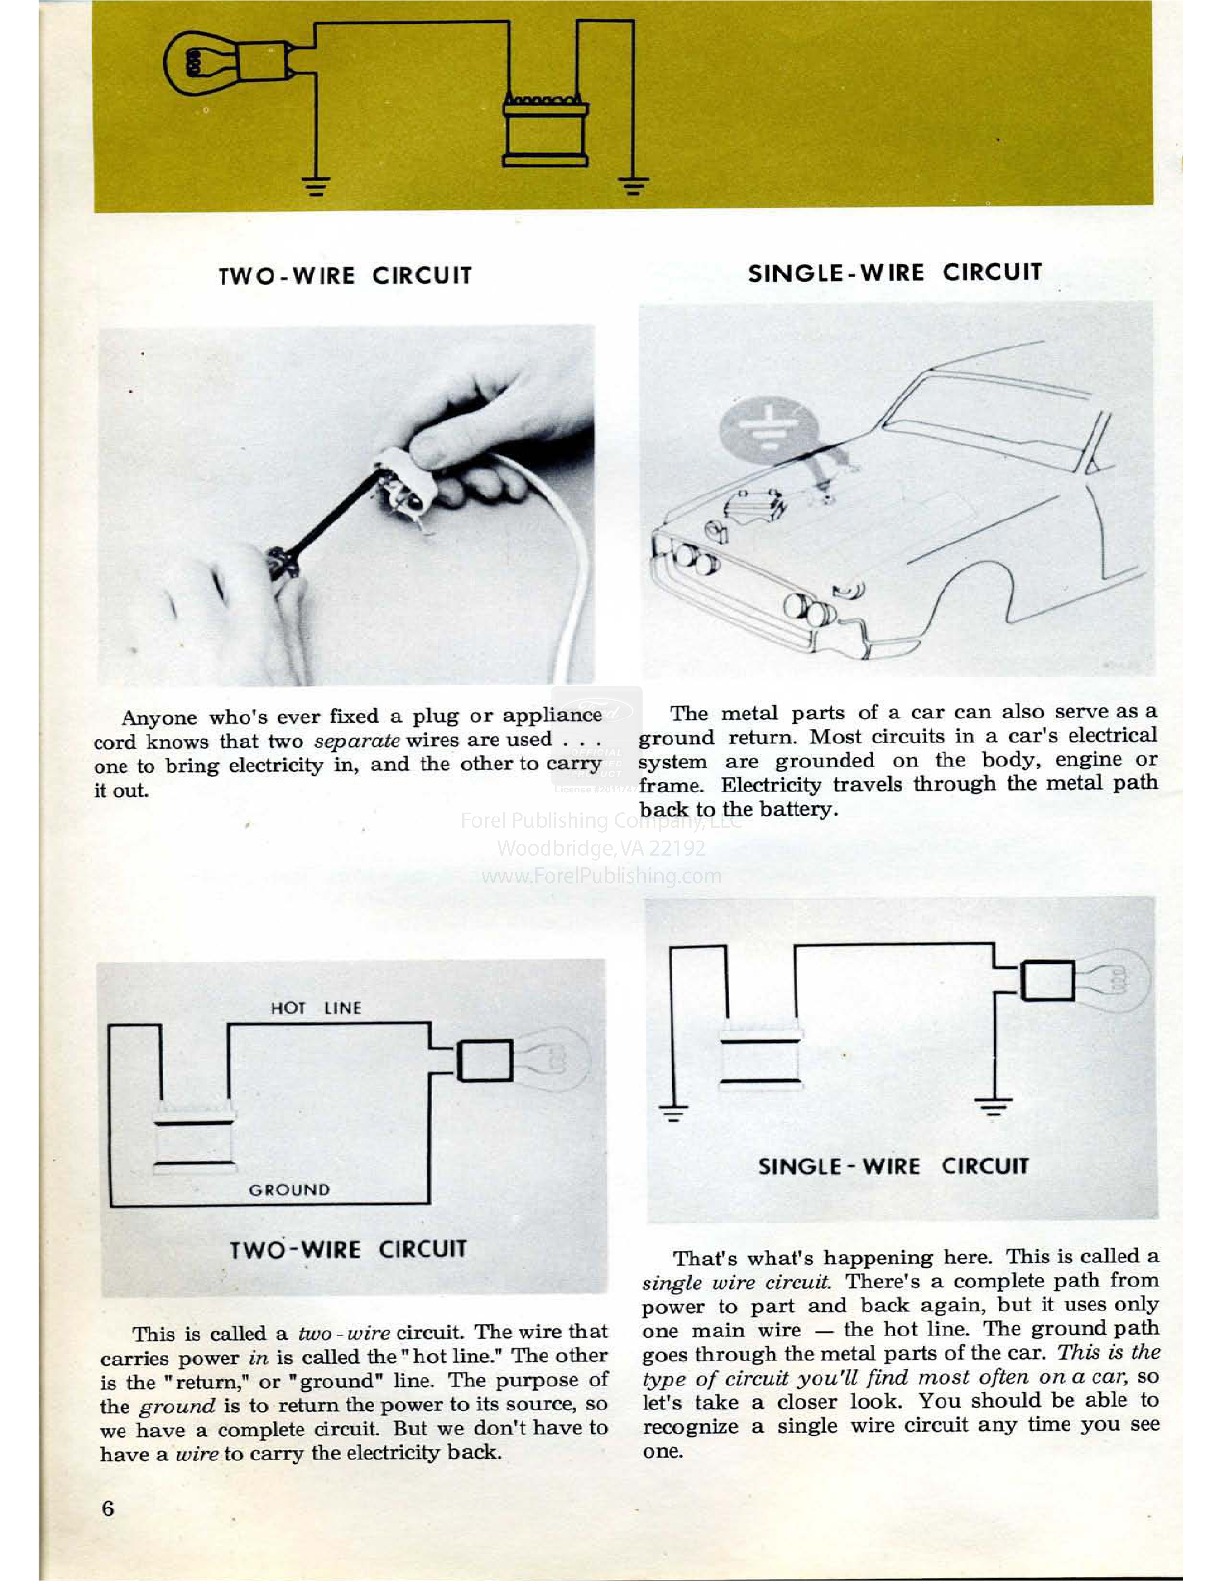 TWO-WIRE CIRCUIT
Anyone who's ever fixed a plug or appliance
cord knows that two separate wires are used . . .
one to bring electricity in, and the other to carry
it out.
HOT LINE
GROUND
TWO-WIRE CIRCUIT
This is called a two-wire circuit. The wire that
carries power in is called the "hot line." The other
is the "return," or "ground" line. The purpose of
the ground is to return the power to its source, so
we have a complete circuit. But we don't have to
have a wire to carry the electricity back.
6
SINGLE-WIRE CIRCUIT
The metal parts of a car can also serve as a
ground return. Most circuits in a car's electrical
system are grounded on the body, engine or
frame. Electricity travels through the metal path
back to the battery.
SINGLE-WIRE CIRCUIT
That's what's happening here. This is called a
single wire circuit. There's a complete path from
power to part and back again, but it uses only
one main wire — the hot line. The ground path
goes through the metal parts of the car. This is the
type of circuit you'll find most often on a car, so
let's take a closer look. You should be able to
recognize a single wire circuit any time you see
one.
Ford
OFFICIAL
Forel Publishing Company, LLC
Woodbridge, VA 22192
www.ForelPublishing.com